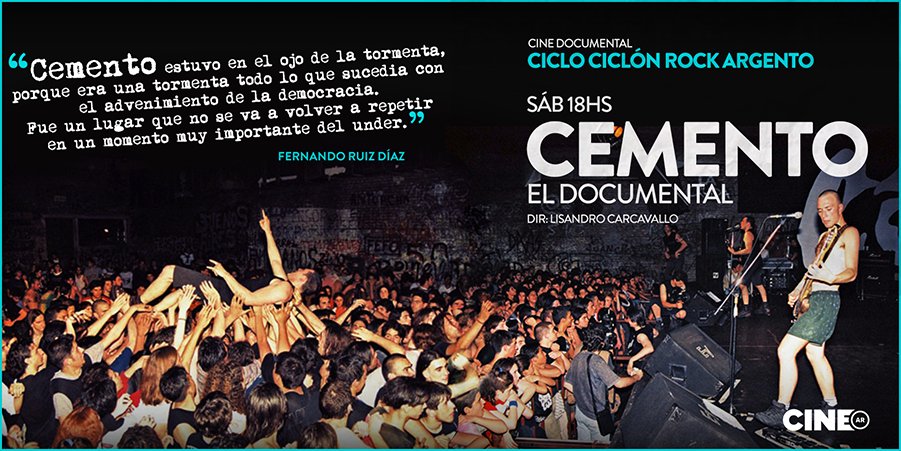 “Cemento estuvo en el ojo de la tormenta,
porque era una tormenta todo lo que sucedia con
el advenimiento de la democracia.
Fue un lugar que no se va a volver a repetir
en un momento muy importante del under.”
FERNANDO RUIZ DÍAZ
CINE DOCUMENTAL
CICLO CICLÓN ROCK ARGENTO
SÁB 18HS
CEMENTO
EL DOCUMENTAL
DIR: LISANDRO CARCAVALLO
CINE AR